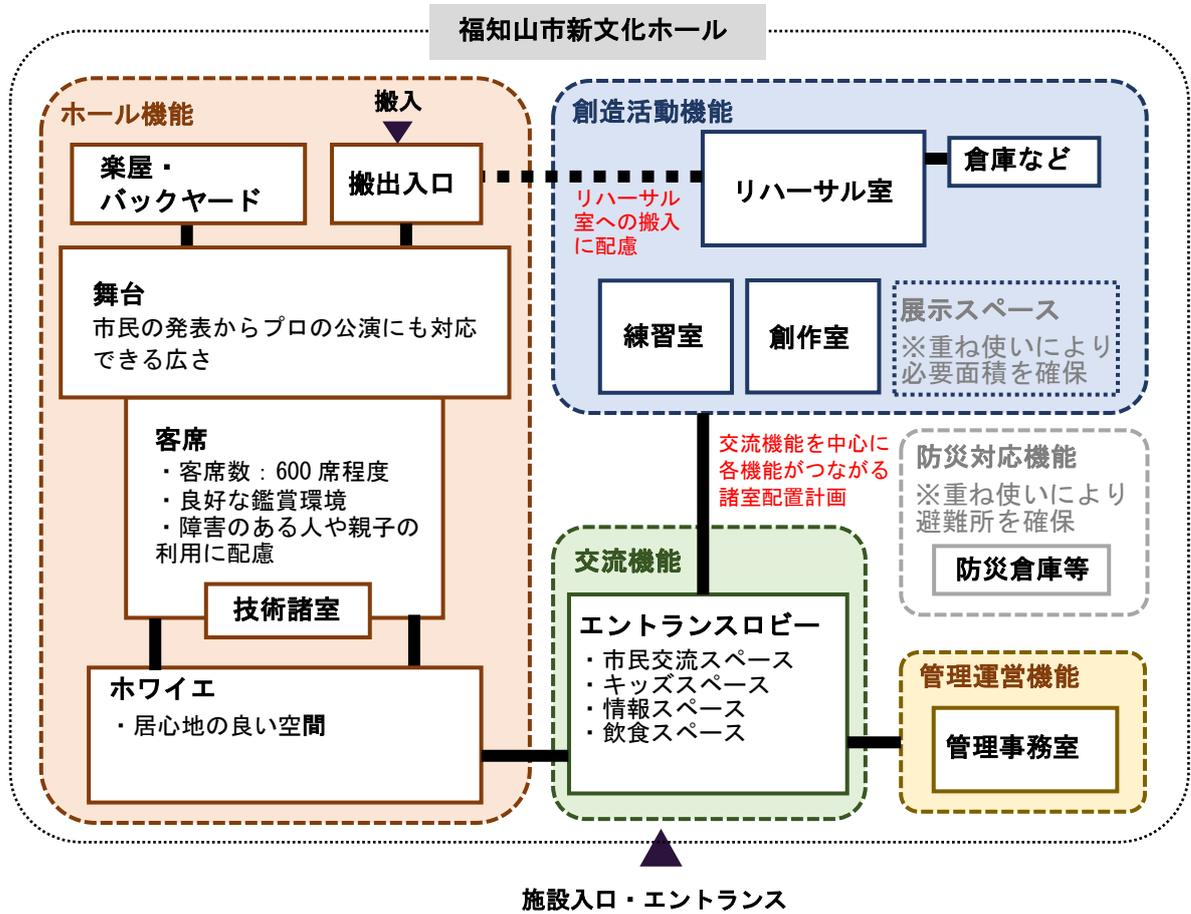 福知山市新文化ホール
ホール機能
搬入
楽屋・
バックヤード
搬出入口
舞台
市民の発表からプロの公演にも対応
できる広さ
客席
・客席数：600 席程度
・良好な鑑賞環境
・障害のある人や親子の
利用に配慮
技術諸室
ホワイエ
・居心地の良い空間
創造活動機能
リハーサル
室への搬入
に配慮
リハーサル室
倉庫など
練習室
創作室
展示スペース
※重ね使いにより
必要面積を確保
交流機能を中心に
各機能がつながる
諸室配置計画
防災対応機能
※重ね使いにより
避難所を確保
防災倉庫等
交流機能
エントランスロビー
・市民交流スペース
・キッズスペース
・情報スペース
・飲食スペース
管理運営機能
管理事務室
施設入口・エントランス